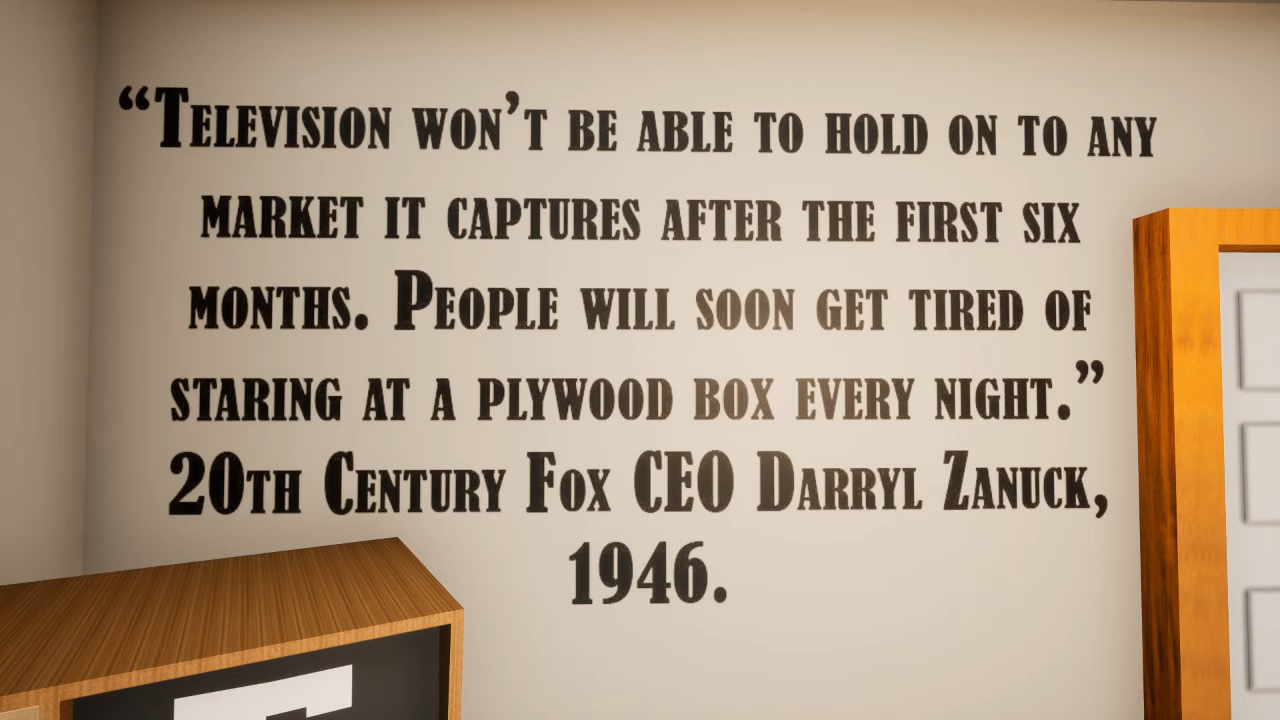 “Television won’t be able to hold on to any
market it captures after the first six
months. People will soon get tired of
staring at a plywood box every night.”
20th Century Fox CEO Darryl Zanuck,
1946.